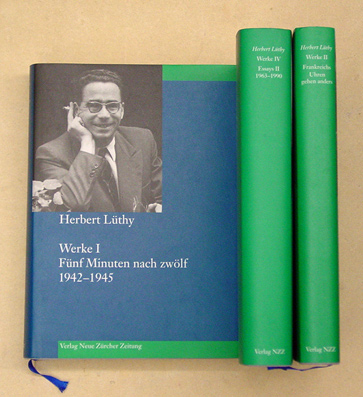 Herbert Lüthy
Werke I
Fünf Minuten nach zwölf
1942–1945
Verlag Neue Zürcher Zeitung
Herbert Lüthy
Werke IV
Essays II
1963–1990
Verlag NZZ
Herbert Lüthy
Werke II
Frankreichs
Uhren
gehen anders
Verlag NZZ